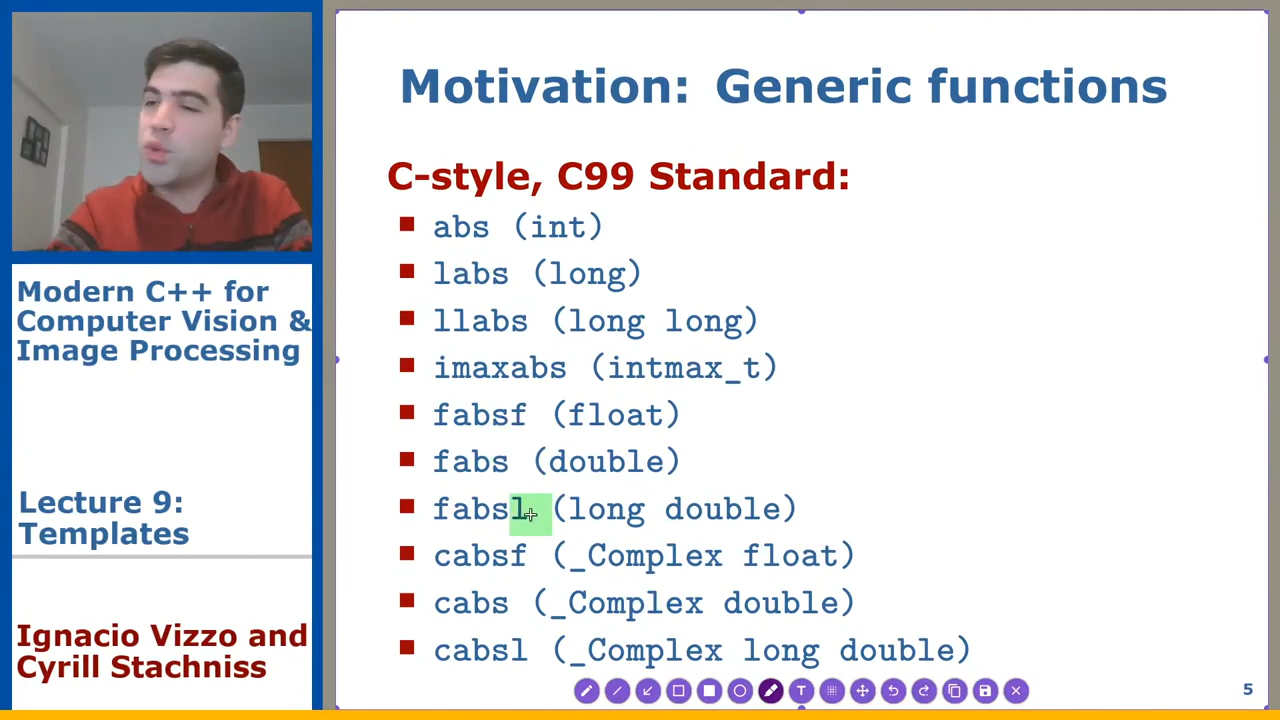 Motivation: Generic functions
C-style, C99 Standard:
abs (int)
labs (long)
llabs (long long)
imaxabs (intmax_t)
fabsf (float)
fabs (double)
fabsl (long double)
cabsf (_Complex float)
cabs (_Complex double)
cabsl (_Complex long double)
T
5
Modern C++ for
Computer Vision &
Image Processing
Lecture 9:
Templates
Ignacio Vizzo and
Cyrill Stachniss